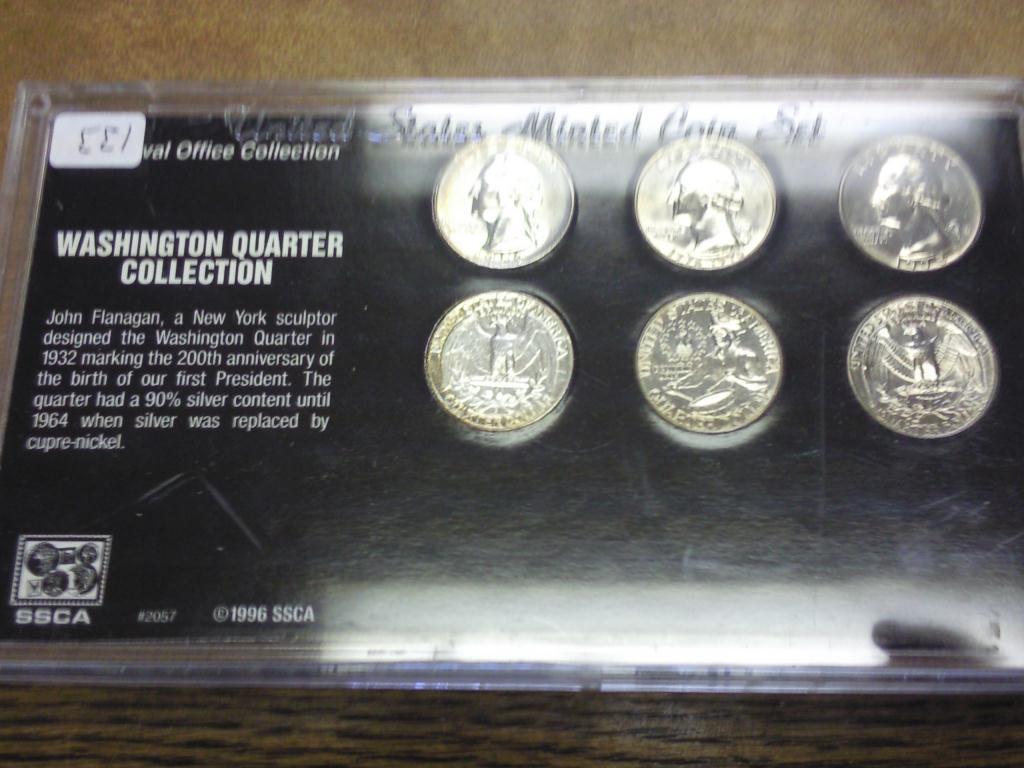 United States Minted Coin Set
133
val Office Collection
WASHINGTON QUARTER
COLLECTION
John Flanagan, a New York sculptor
designed the Washington Quarter in
1932 marking the 200th anniversary of
the birth of our first President. The
quarter had a 90% silver content until
1964 when silver was replaced by
cupre-nickel.
SSCA
#2057
©1996 SSCA